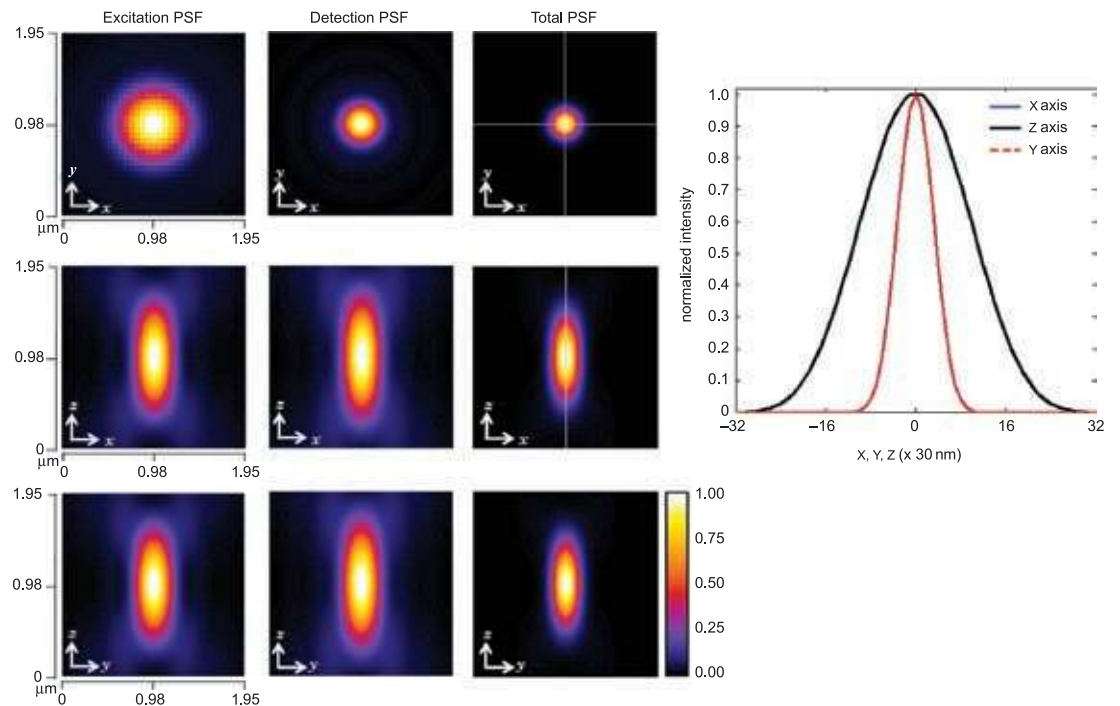 Excitation PSF
Detection PSF
Total PSF
1.95
0.98
0
y
x
y
x
y
x
μm
0
0.98
1.95
1.95
0.98
0
z
x
z
x
z
x
μm
0
0.98
1.95
1.95
0.98
0
z
y
z
y
z
y
μm
0
0.98
1.95
1.00
0.75
0.50
0.25
0.00
normalized intensity
1.0
0.9
0.8
0.7
0.6
0.5
0.4
0.3
0.2
0.1
0
X axis
Z axis
Y axis
–32
–16
0
16
32
X, Y, Z (x 30 nm)